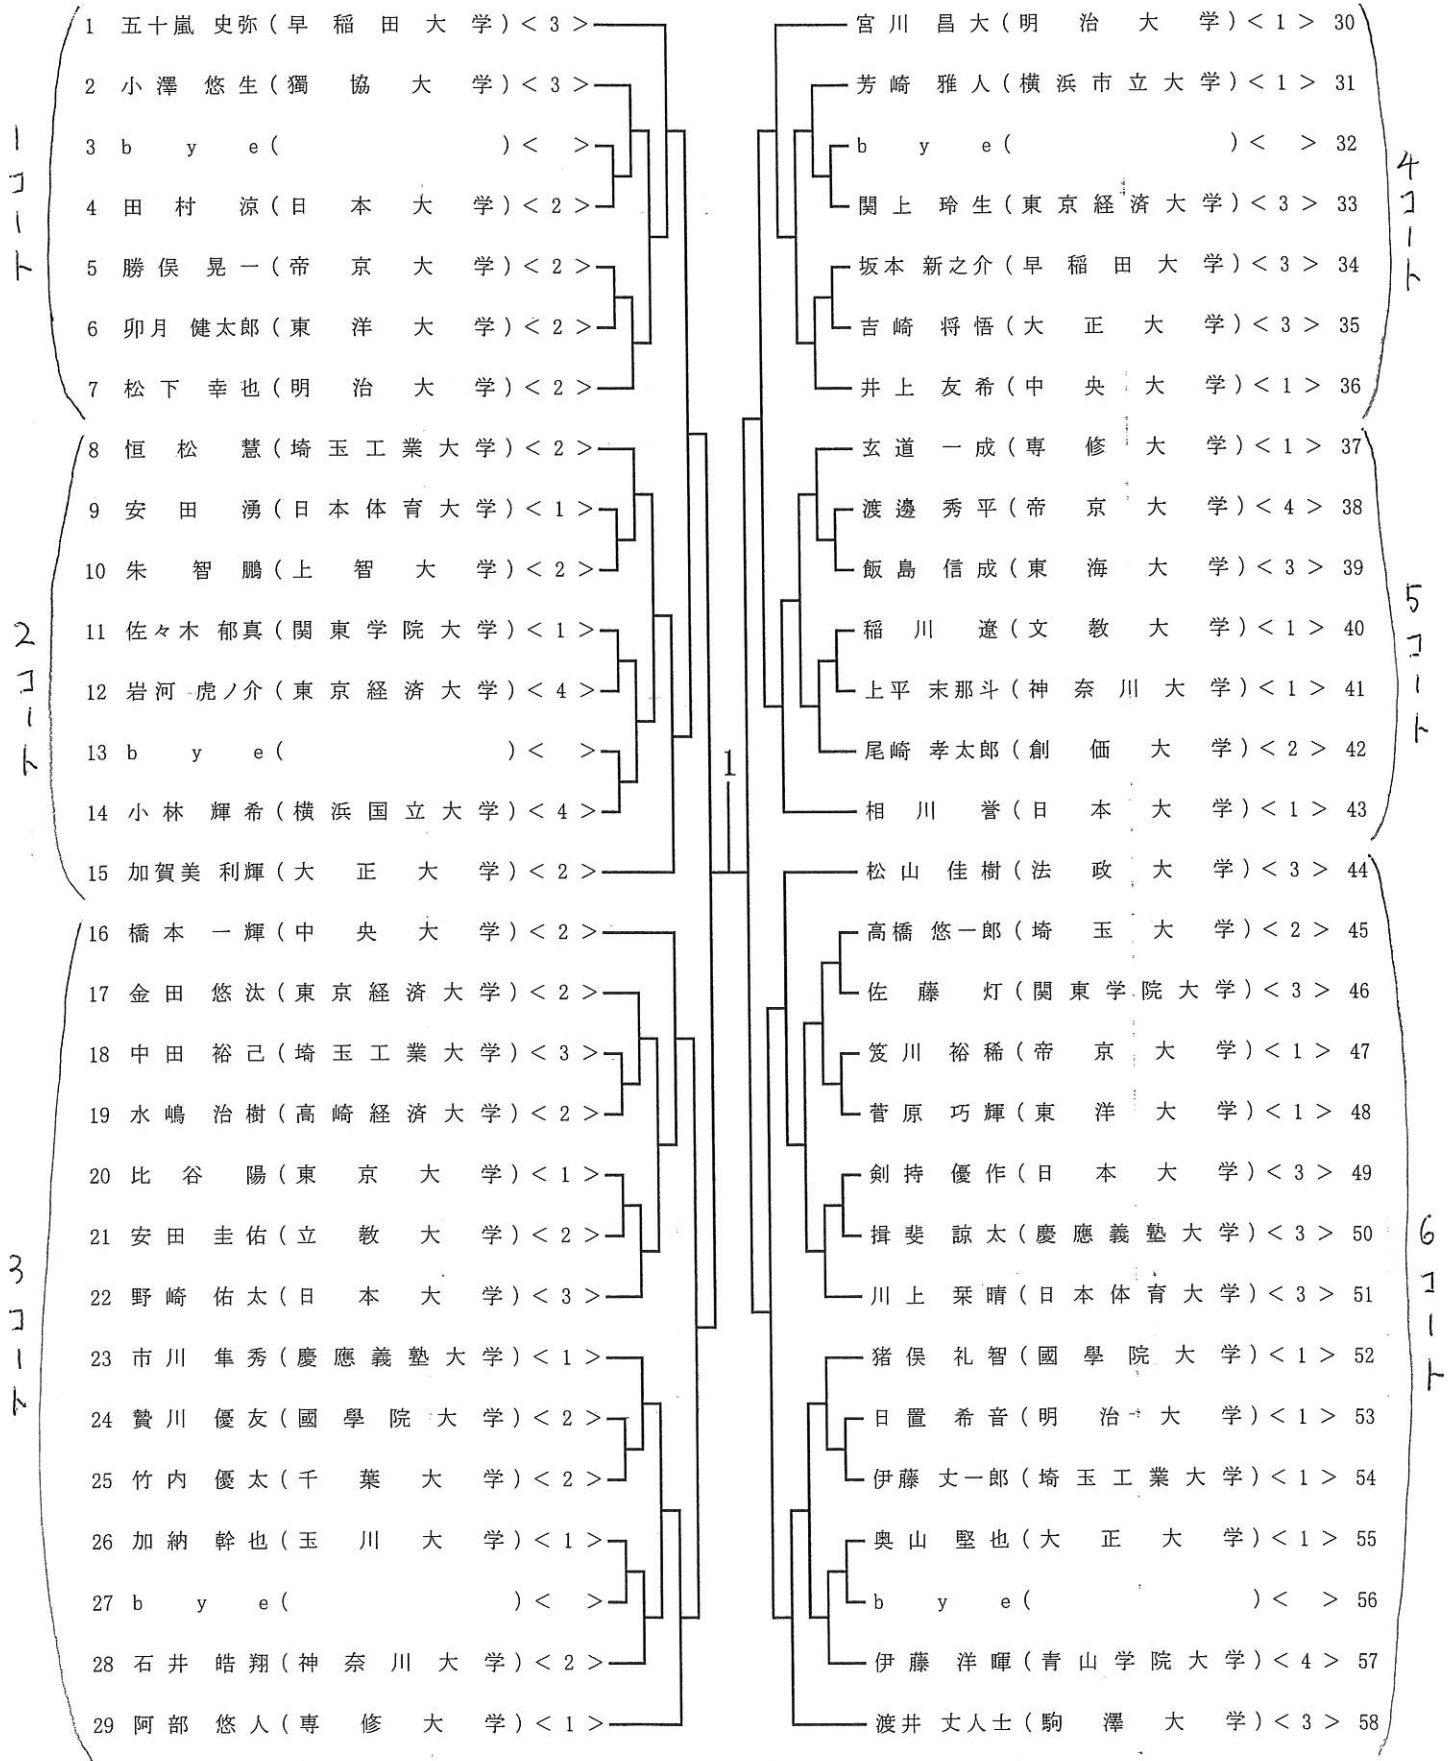 1コート
1 五十嵐 史弥(早稲田大学)< 3 >
2 小澤 悠生(獨協大学)< 3 >
3 bye( )< >
4 田村 涼(日本大学)< 2 >
5 勝俣 晃一(帝京大学)< 2 >
6 卯月 健太郎(東洋大学)< 2 >
7 松下 幸也(明治大学)< 2 >
2コート
8 恒松 慧(埼玉工業大学)< 2 >
9 安田 湧(日本体育大学)< 1 >
10 朱 智鵬(上智大学)< 2 >
11 佐々木 郁真(関東学院大学)< 1 >
12 岩河 虎ノ介(東京経済大学)< 4 >
13 bye( )< >
14 小林 輝希(横浜国立大学)< 4 >
15 加賀美 利輝(大正大学)< 2 >
3コート
16 橋本 一輝(中央大学)< 2 >
17 金田 悠汰(東京経済大学)< 2 >
18 中田 裕己(埼玉工業大学)< 3 >
19 水嶋 治樹(高崎経済大学)< 2 >
20 比谷 陽(東京大学)< 1 >
21 安田 圭佑(立教大学)< 2 >
22 野崎 佑太(日本大学)< 3 >
23 市川 隼秀(慶應義塾大学)< 1 >
24 贄川 優友(國學院大学)< 2 >
25 竹内 優太(千葉大学)< 2 >
26 加納 幹也(玉川大学)< 1 >
27 bye( )< >
28 石井 皓翔(神奈川大学)< 2 >
29 阿部 悠人(専修大学)< 1 >
1
4コート
宮川 昌大(明治大学)< 1 > 30
芳崎 雅人(横浜市立大学)< 1 > 31
bye( )< > 32
関上 玲生(東京経済大学)< 3 > 33
坂本 新之介(早稲田大学)< 3 > 34
吉崎 将悟(大正大学)< 3 > 35
井上 友希(中央大学)< 1 > 36
5コート
玄道 一成(専修大学)< 1 > 37
渡邊 秀平(帝京大学)< 4 > 38
飯島 信成(東海大学)< 3 > 39
稲川 遼(文教大学)< 1 > 40
上平 末那斗(神奈川大学)< 1 > 41
尾崎 孝太郎(創価大学)< 2 > 42
相川 誉(日本大学)< 1 > 43
6コート
松山 佳樹(法政大学)< 3 > 44
高橋 悠一郎(埼玉大学)< 2 > 45
佐藤 灯(関東学院大学)< 3 > 46
笈川 裕稀(帝京大学)< 1 > 47
菅原 巧輝(東洋大学)< 1 > 48
剣持 優作(日本大学)< 3 > 49
揖斐 諒太(慶應義塾大学)< 3 > 50
川上 栞晴(日本体育大学)< 3 > 51
猪俣 礼智(國學院大学)< 1 > 52
日置 希音(明治大学)< 1 > 53
伊藤 丈一郎(埼玉工業大学)< 1 > 54
奥山 堅也(大正大学)< 1 > 55
bye( )< > 56
伊藤 洋暉(青山学院大学)< 4 > 57
渡井 丈人士(駒澤大学)< 3 > 58